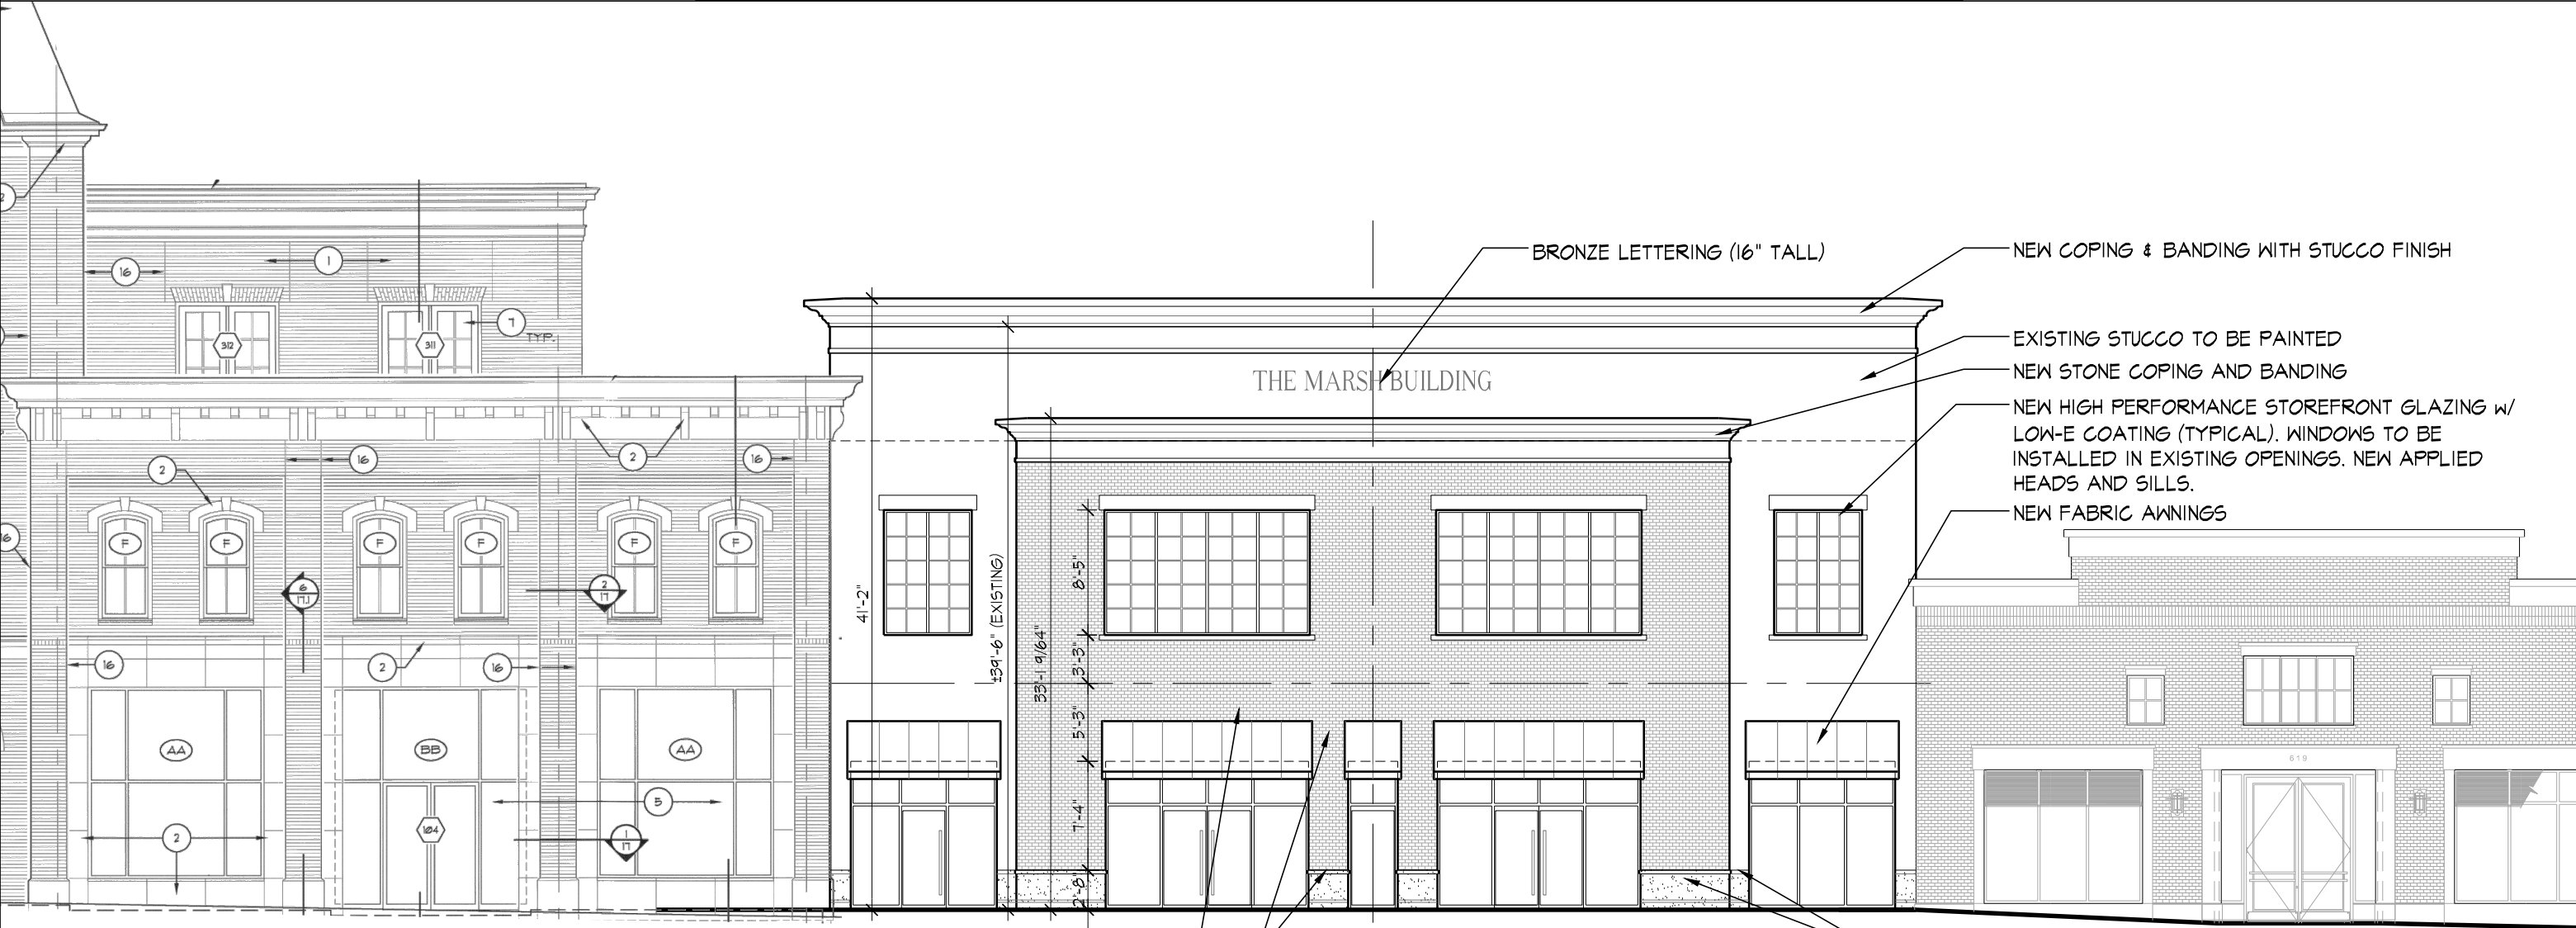 BRONZE LETTERING (16" TALL)
NEW COPING & BANDING WITH STUCCO FINISH
EXISTING STUCCO TO BE PAINTED
NEW STONE COPING AND BANDING
NEW HIGH PERFORMANCE STOREFRONT GLAZING W/
LOW-E COATING (TYPICAL). WINDOWS TO BE
INSTALLED IN EXISTING OPENINGS. NEW APPLIED
HEADS AND SILLS.
NEW FABRIC AWNINGS
THE MARSH BUILDING
41'-2"
±39'-6" (EXISTING)
33'-1 9/64"
8'-5"
3'-3"
5'-3"
7'-4"
2'-8"
2
16
1
312
311
7
TYP.
2
16
2
16
16
F
F
F
F
F
F
6
17.1
2
17
16
2
16
AA
BB
AA
5
2
104
1
17
619